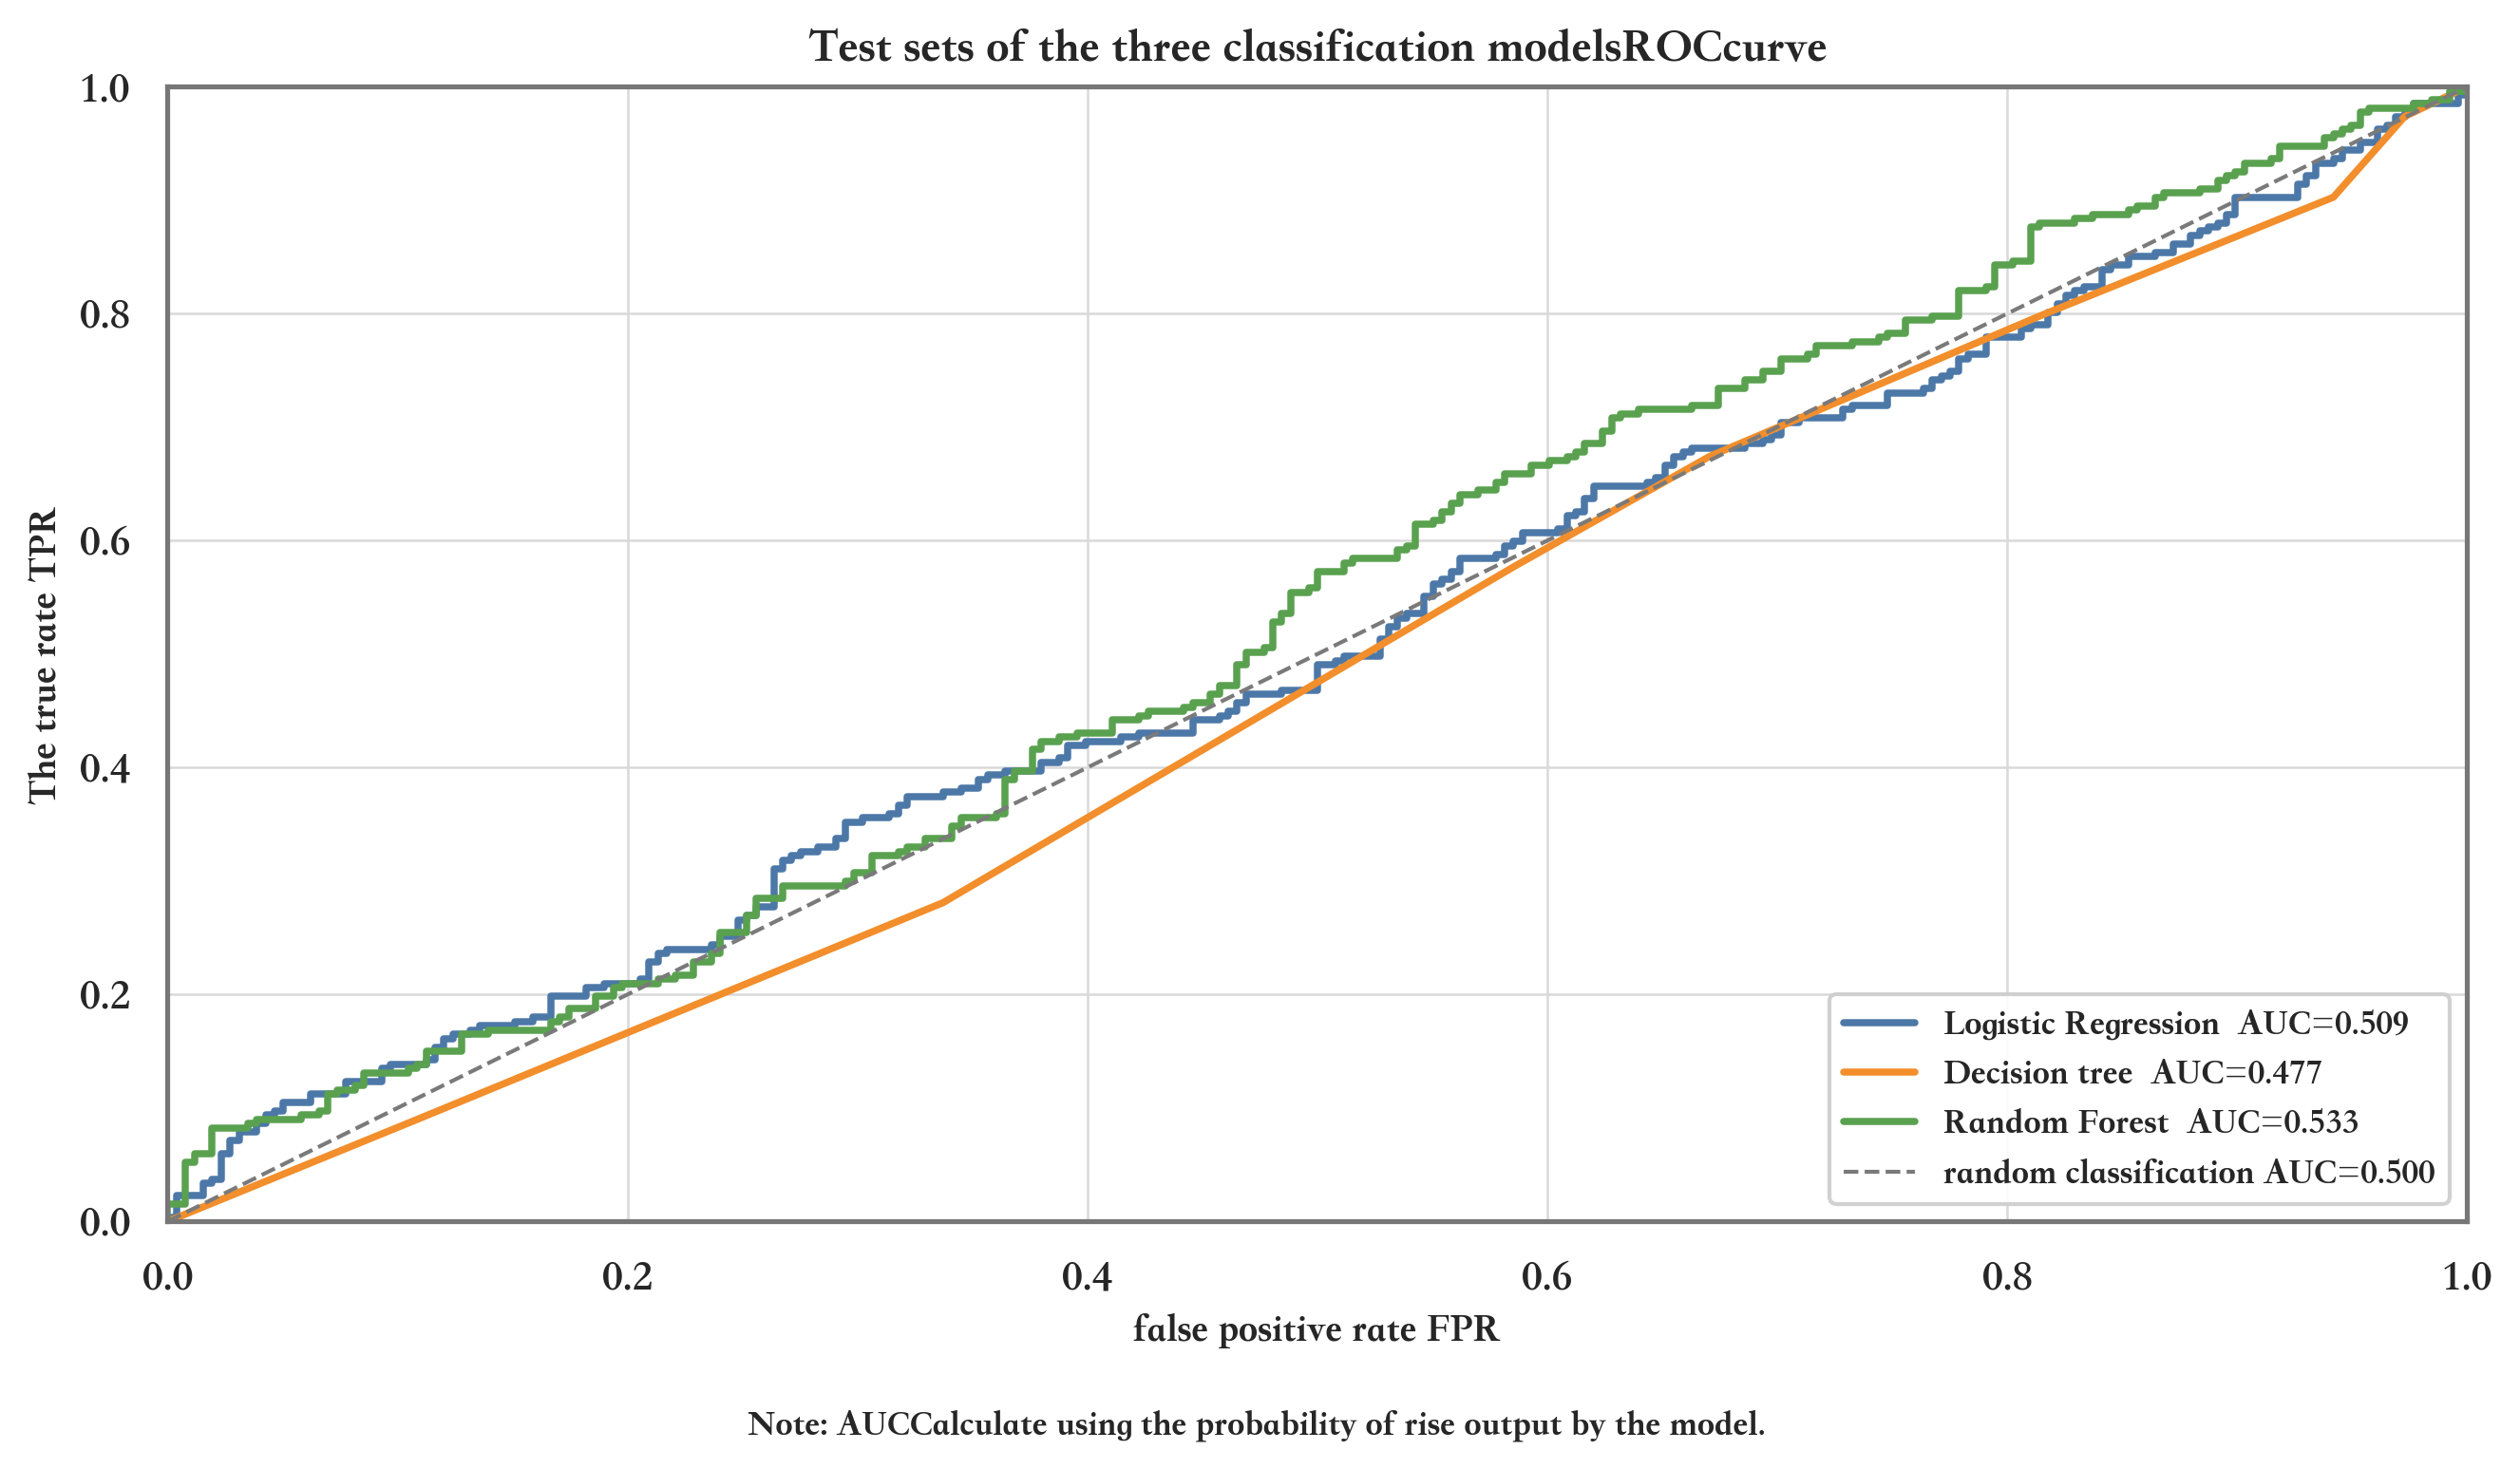 Test sets of the three classification modelsROCcurve
1.0
0.8
0.6
0.4
0.2
0.0
The true rate TPR
Logistic Regression AUC=0.509
Decision tree AUC=0.477
Random Forest AUC=0.533
random classification AUC=0.500
0.0 0.2 0.4 0.6 0.8 1.0
false positive rate FPR
Note: AUCCalculate using the probability of rise output by the model.